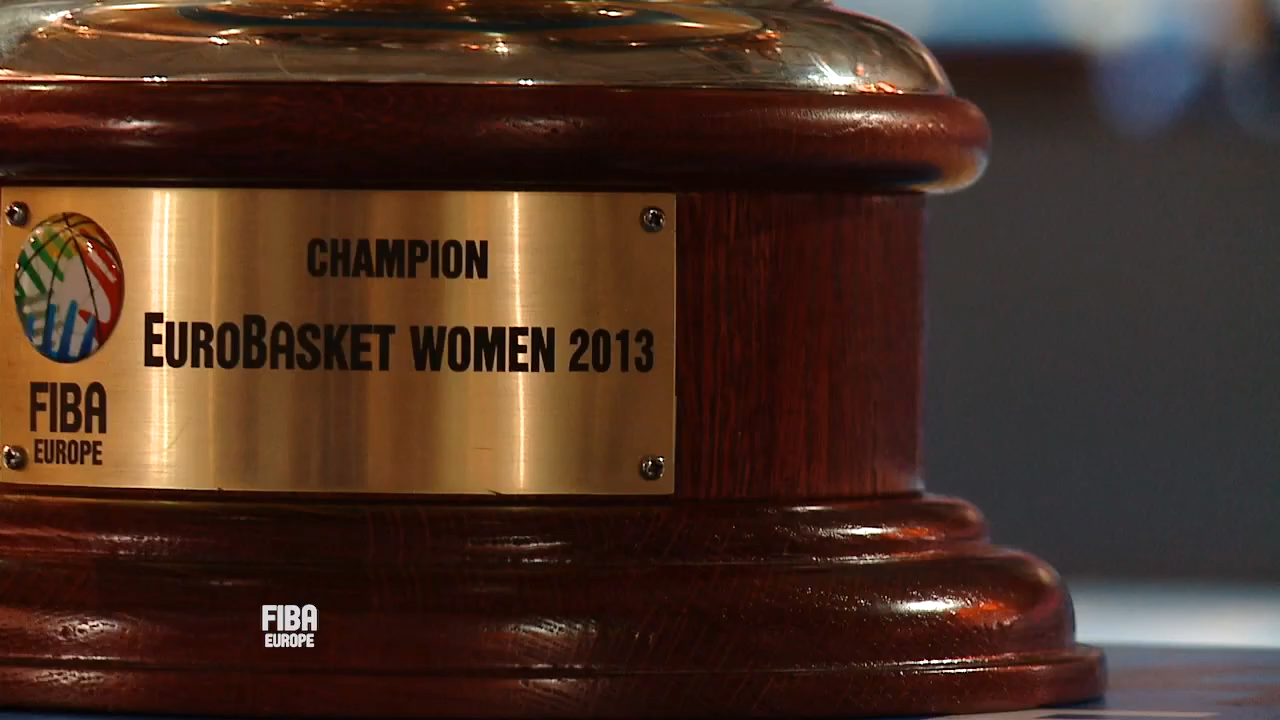 CHAMPION
EUROBASKET WOMEN 2013
FIBA
EUROPE
FIBA
EUROPE